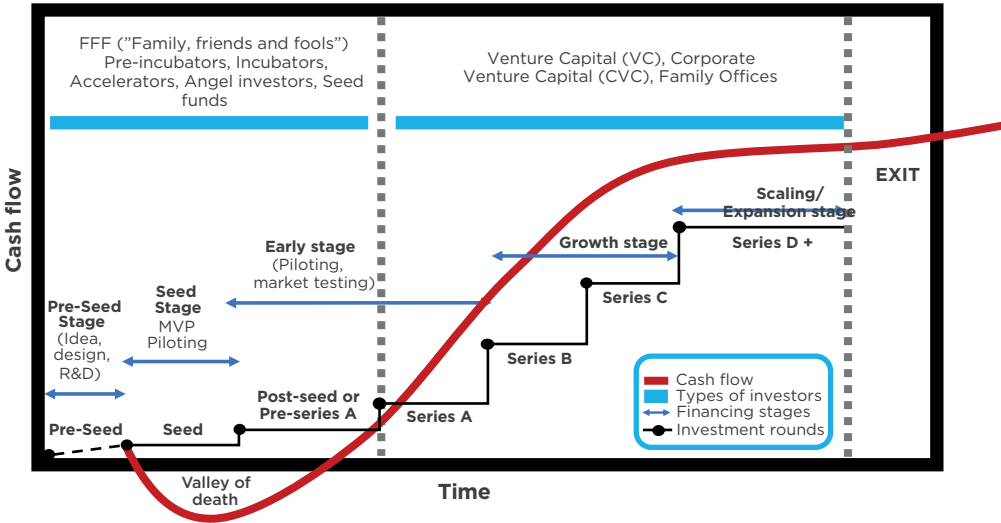 FFF (”Family, friends and fools”)
Pre-incubators, Incubators,
Accelerators, Angel investors, Seed
funds
Venture Capital (VC), Corporate
Venture Capital (CVC), Family Offices
EXIT
Scaling/
Expansion stage
Series D +
Growth stage
Series C
Early stage
(Piloting,
market testing)
Seed
Stage
MVP
Piloting
Pre-Seed
Stage
(Idea,
design,
R&D)
Series B
Post-seed or
Pre-series A
Series A
Pre-Seed
Seed
Valley of
death
Cash flow
Types of investors
Financing stages
Investment rounds
Cash flow
Time